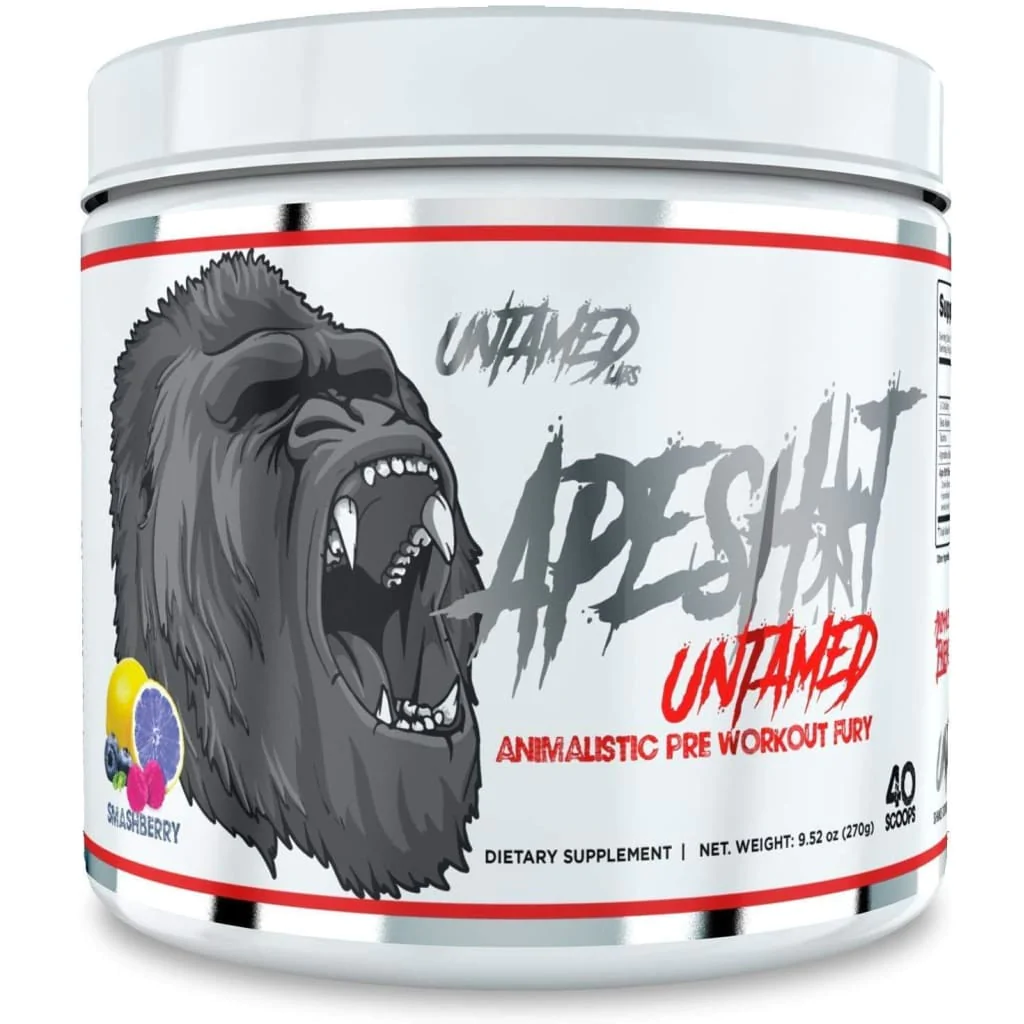 UNTAMED
LABS
APESH*T
UNTAMED
ANIMALISTIC PRE WORKOUT FURY
40
SCOOPS
SMASHBERRY
DIETARY SUPPLEMENT | NET. WEIGHT: 9.52 oz (270g)